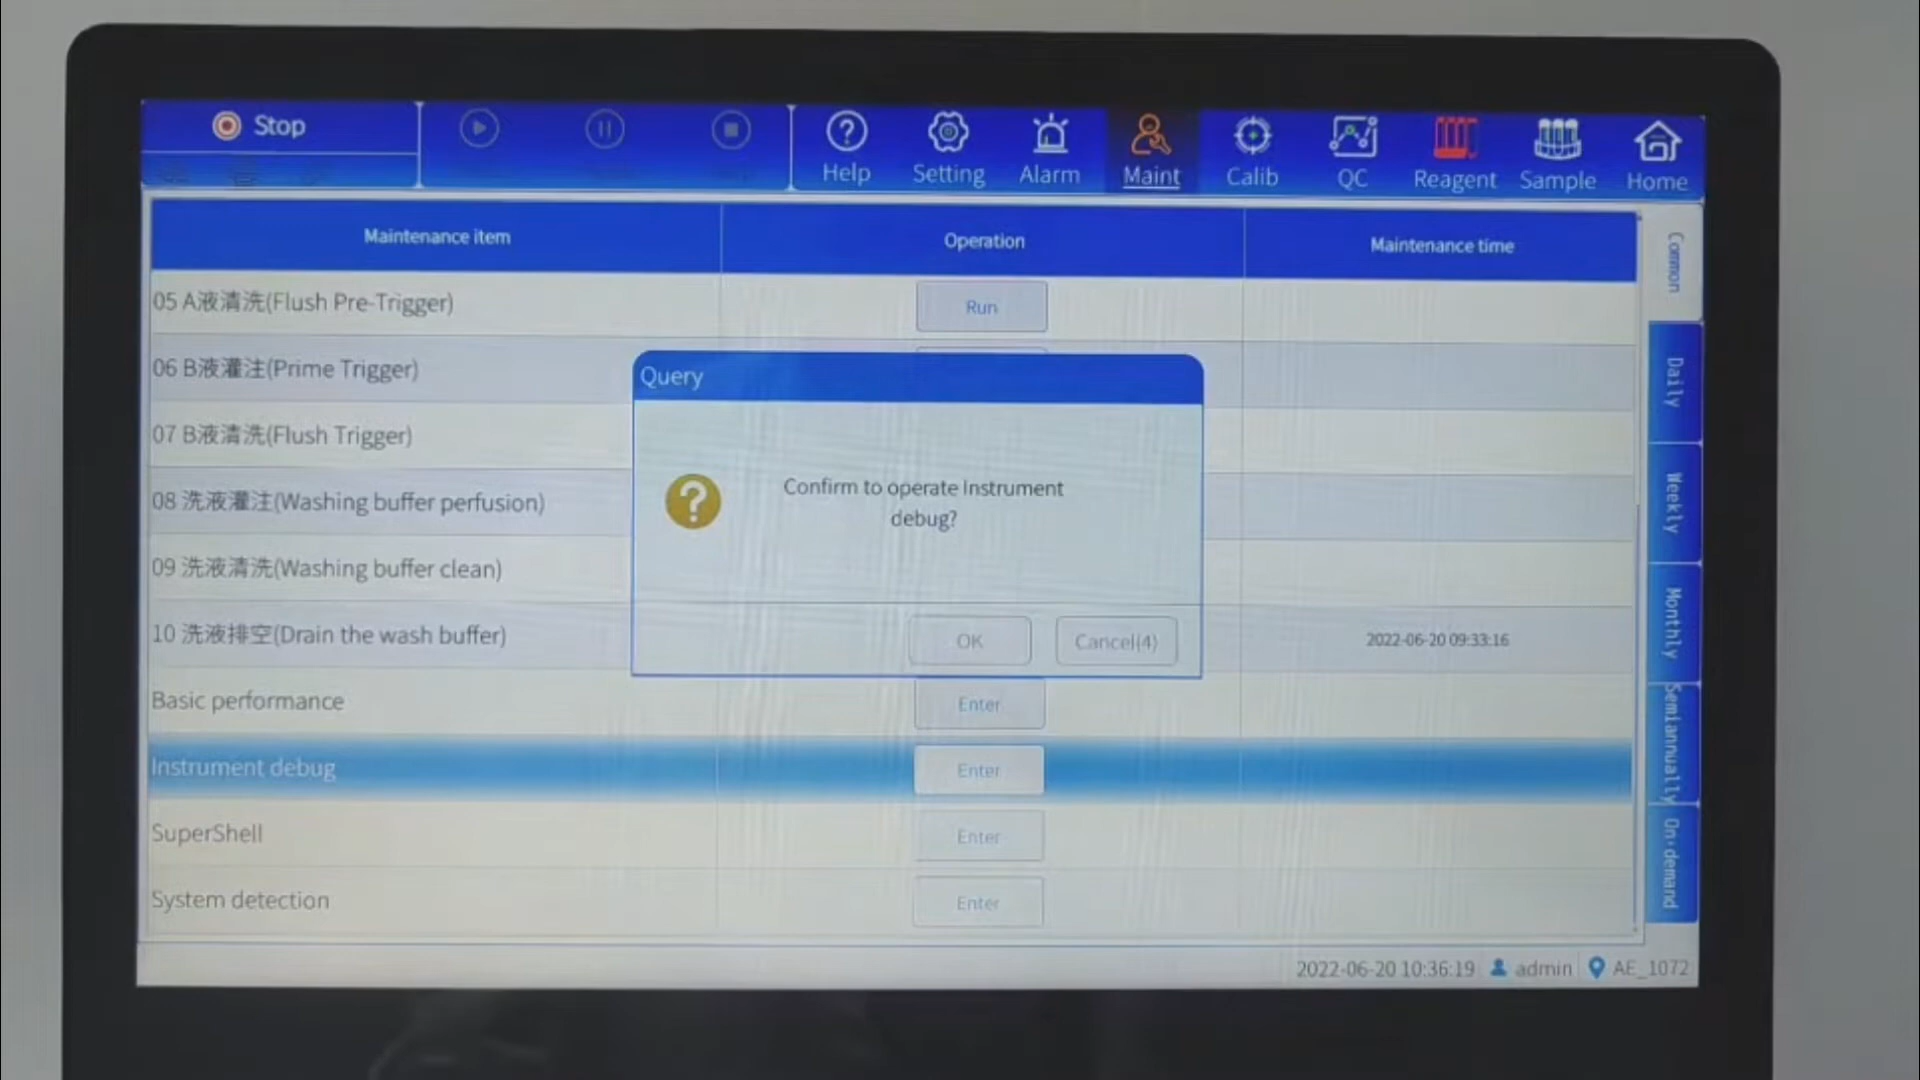 Stop
Help
Setting
Alarm
Maint
Calib
QC
Reagent
Sample
Home
Maintenance item
Operation
Maintenance time
05 A液清洗(Flush Pre-Trigger)
Run
06 B液灌注(Prime Trigger)
07 B液清洗(Flush Trigger)
08 洗液灌注(Washing buffer perfusion)
09 洗液清洗(Washing buffer clean)
10 洗液排空(Drain the wash buffer)
2022-06-20 09:33:16
Query
Confirm to operate Instrument
debug?
OK
Cancel(4)
Basic performance
Enter
Instrument debug
Enter
SuperShell
Enter
System detection
Enter
Common
Daily
Weekly
Monthly
Semiannually
On-demand
2022-06-20 10:36:19 admin AE_1072